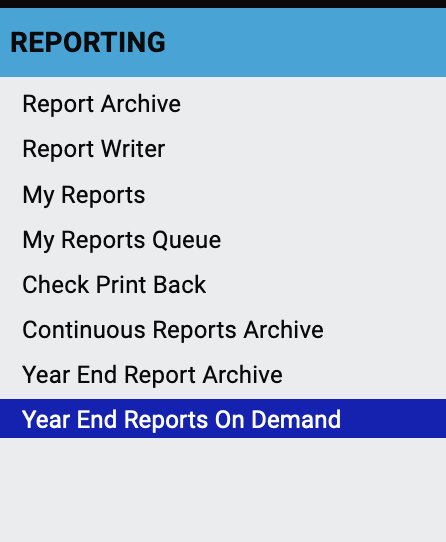 REPORTING
Report Archive
Report Writer
My Reports
My Reports Queue
Check Print Back
Continuous Reports Archive
Year End Report Archive
Year End Reports On Demand